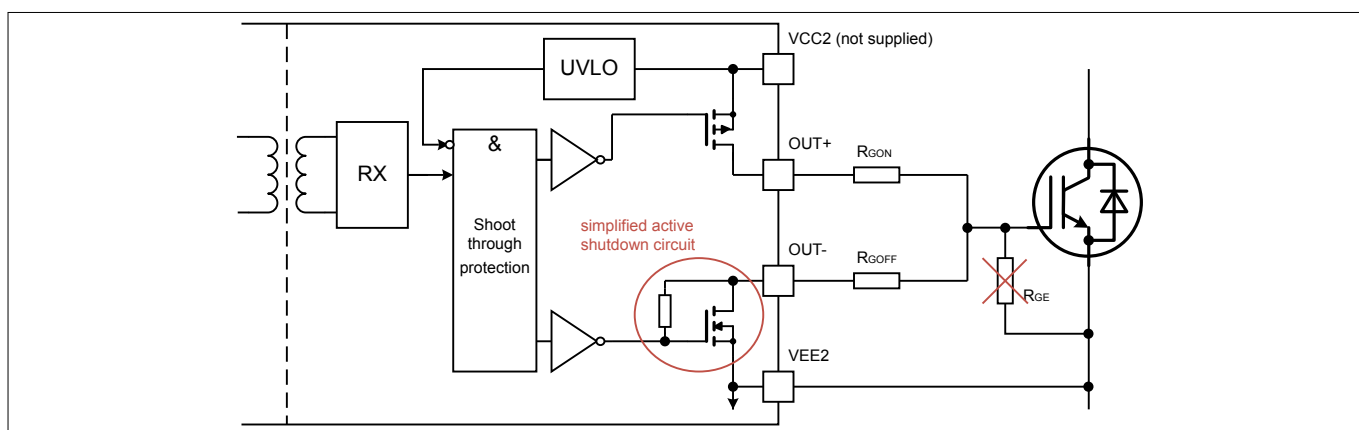 VCC2 (not supplied)
UVLO
&
OUT+
RGON
RX
Shoot
through
protection
simplified active
shutdown circuit
OUT-
RGOFF
RGE
VEE2